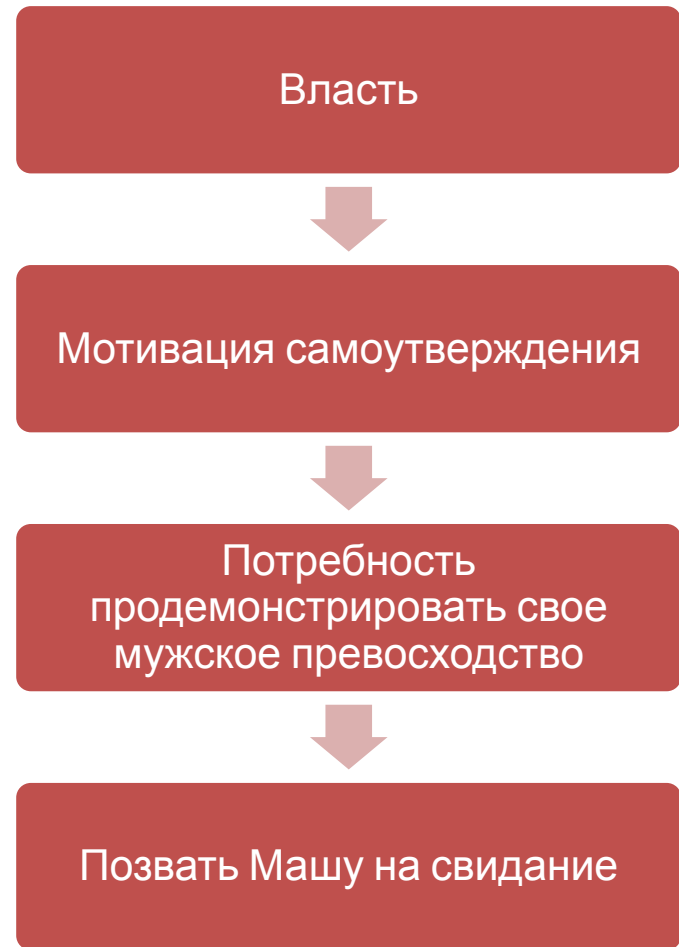 Власть
Мотивация самоутверждения
Потребность
продемонстрировать свое
мужское превосходство
Позвать Машу на свидание